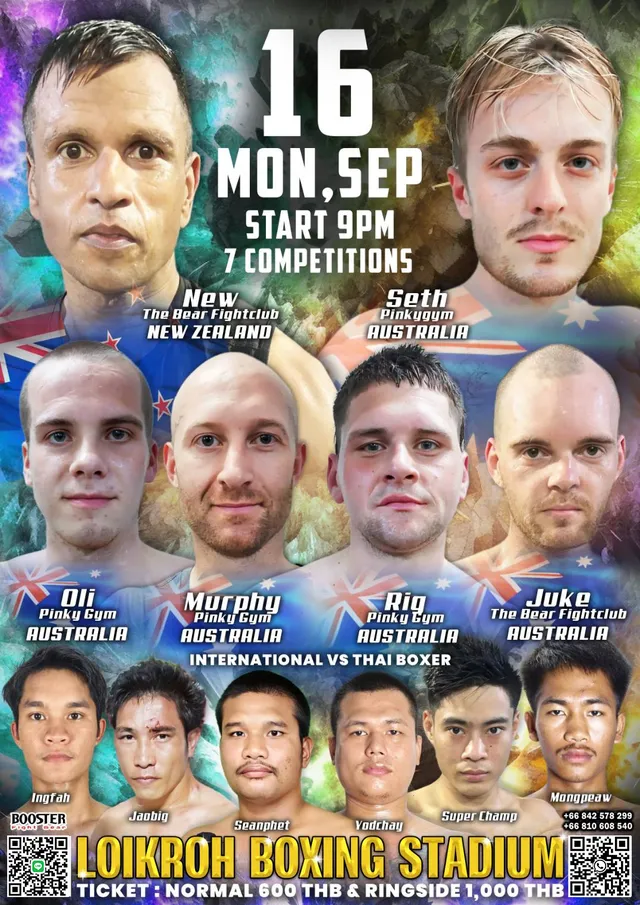 16
MON,SEP
START 9PM
7 COMPETITIONS
New
The Bear Fightclub
NEW ZEALAND
Seth
Pinkygym
AUSTRALIA
Oli
Pinky Gym
AUSTRALIA
Murphy
Pinky Gym
AUSTRALIA
Rig
Pinky Gym
AUSTRALIA
Juke
The Bear Fightclub
AUSTRALIA
INTERNATIONAL VS THAI BOXER
Ingfah
Jaobig
Seanphet
Yodchay
Super Champ
Mongpeaw
BOOSTER
Fight Gear
+66 842 578 299
+66 810 608 540
LOIKROH BOXING STADIUM
TICKET : NORMAL 600 THB & RINGSIDE 1,000 THB